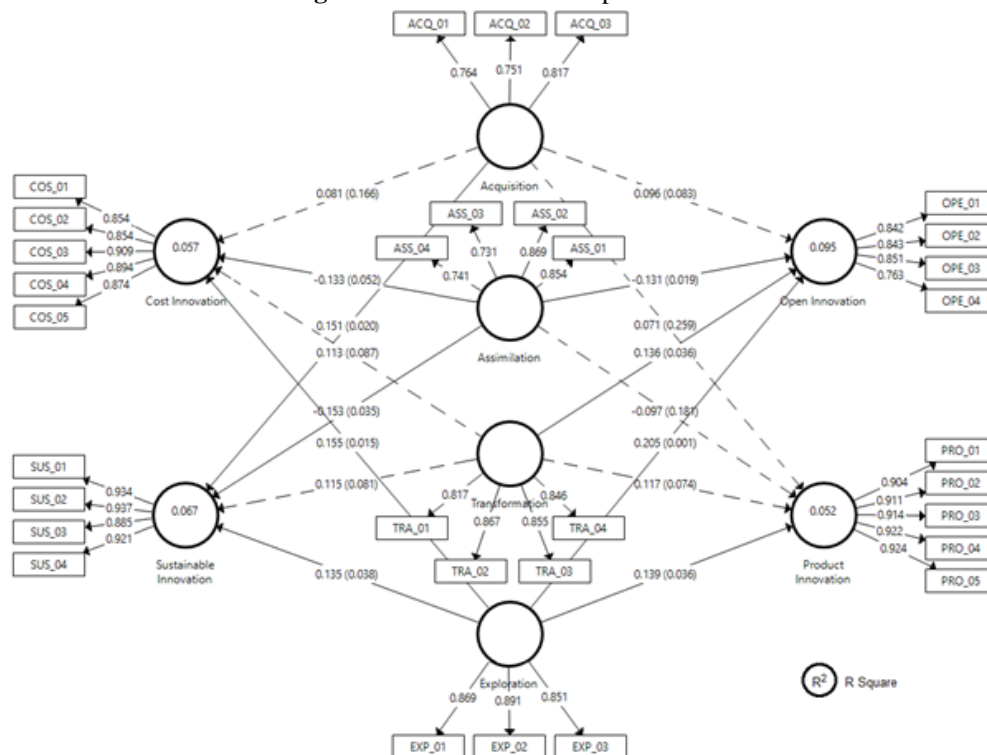 ACQ_01
ACQ_02
ACQ_03
0.764
0.751
0.817
Acquisition
0.081 (0.166)
0.096 (0.083)
COS_01
COS_02
COS_03
COS_04
COS_05
0.854
0.854
0.909
0.894
0.874
0.057
Cost Innovation
ASS_03
ASS_02
ASS_04
ASS_01
0.731
0.869
0.741
0.854
Assimilation
OPE_01
OPE_02
OPE_03
OPE_04
0.842
0.843
0.851
0.763
0.095
Open Innovation
-0.133 (0.052)
-0.131 (0.019)
0.151 (0.020)
0.071 (0.259)
0.113 (0.087)
0.136 (0.036)
-0.153 (0.035)
-0.097 (0.181)
0.155 (0.015)
0.205 (0.001)
SUS_01
SUS_02
SUS_03
SUS_04
0.934
0.937
0.885
0.921
0.067
Sustainable
Innovation
0.115 (0.081)
0.117 (0.074)
Transformation
0.817
0.846
0.867
0.855
TRA_01
TRA_04
TRA_02
TRA_03
PRO_01
PRO_02
PRO_03
PRO_04
PRO_05
0.904
0.911
0.914
0.922
0.924
0.052
Product
Innovation
0.135 (0.038)
0.139 (0.036)
Exploration
0.869
0.891
0.851
EXP_01
EXP_02
EXP_03
R² R Square